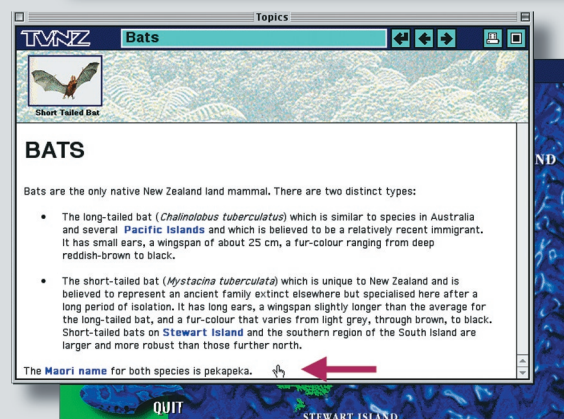 Topics
TVNZ Bats
Short Tailed Bat
BATS
Bats are the only native New Zealand land mammal. There are two distinct types:
• The long-tailed bat (Chalinolobus tuberculatus) which is similar to species in Australia
and several Pacific Islands and which is believed to be a relatively recent immigrant.
It has small ears, a wingspan of about 25 cm, a fur-colour ranging from deep
reddish-brown to black.
• The short-tailed bat (Mystacina tuberculata) which is unique to New Zealand and is
believed to represent an ancient family extinct elsewhere but specialised here after a
long period of isolation. It has long ears, a wingspan slightly longer than the average for
the long-tailed bat, and a fur-colour that varies from light grey, through brown, to black.
Short-tailed bats on Stewart Island and the southern region of the South Island are
larger and more robust than those further north.
The Maori name for both species is pekapeka.
ND
QUIT
STEWART ISLAND